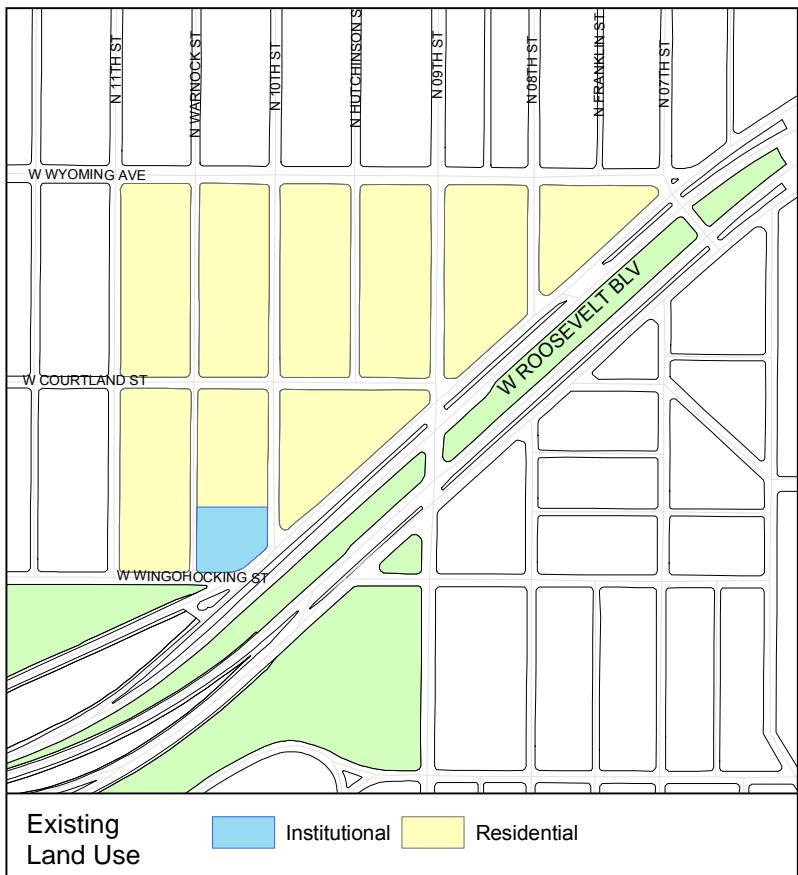 N 11TH ST
N WARNOCK ST
N 10TH ST
N HUTCHINSON S
N 09TH ST
N 08TH ST
N FRANKLIN ST
N 07TH ST
W WYOMING AVE
W ROOSEVELT BLV
W COURTLAND ST
W WINGOHOCKING ST
Existing
Land Use
Institutional
Residential